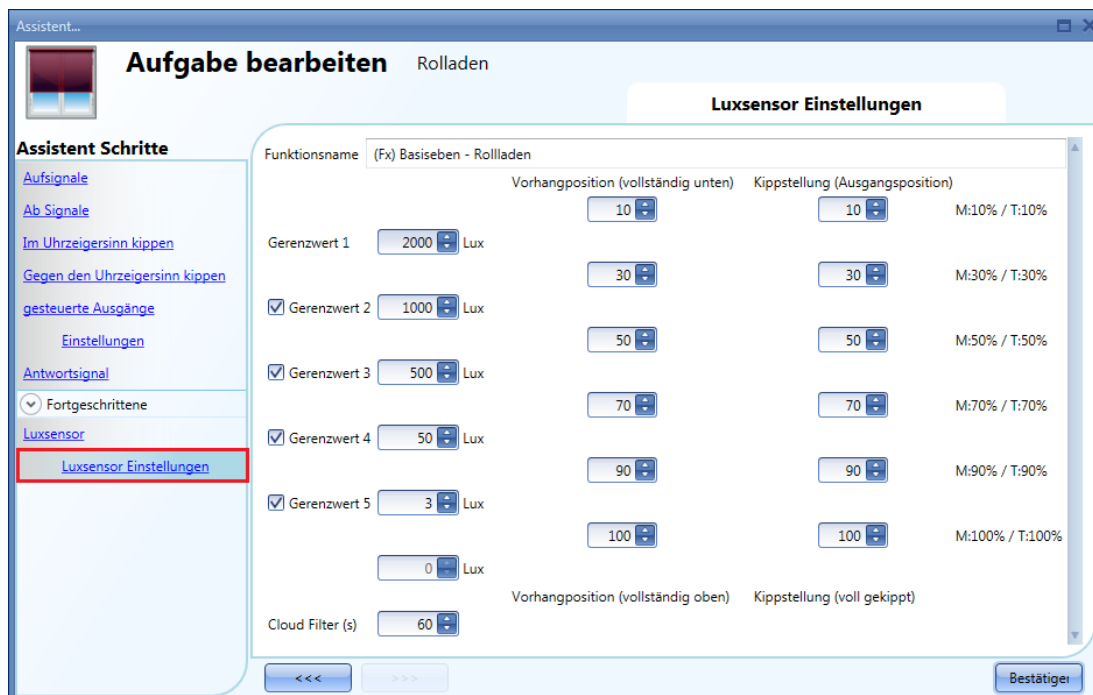 Assistent...
Aufgabe bearbeiten Rolladen
Luxsensor Einstellungen
Assistent Schritte
Aufsignale
Ab Signale
Im Uhrzeigersinn kippen
Gegen den Uhrzeigersinn kippen
gesteuerte Ausgänge
Einstellungen
Antwortsignal
Fortgeschrittene
Luxsensor
Luxsensor Einstellungen
Funktionsname (Fx) Basiseben - Rollladen
Vorhangposition (vollständig unten) Kippstellung (Ausgangsposition)
10 10 M:10% / T:10%
Gerenzwert 1 2000 Lux
30 30 M:30% / T:30%
Gerenzwert 2 1000 Lux
50 50 M:50% / T:50%
Gerenzwert 3 500 Lux
70 70 M:70% / T:70%
Gerenzwert 4 50 Lux
90 90 M:90% / T:90%
Gerenzwert 5 3 Lux
100 100 M:100% / T:100%
0 Lux
Vorhangposition (vollständig oben) Kippstellung (voll gekippt)
Cloud Filter (s) 60
<<< >>> Bestätiger